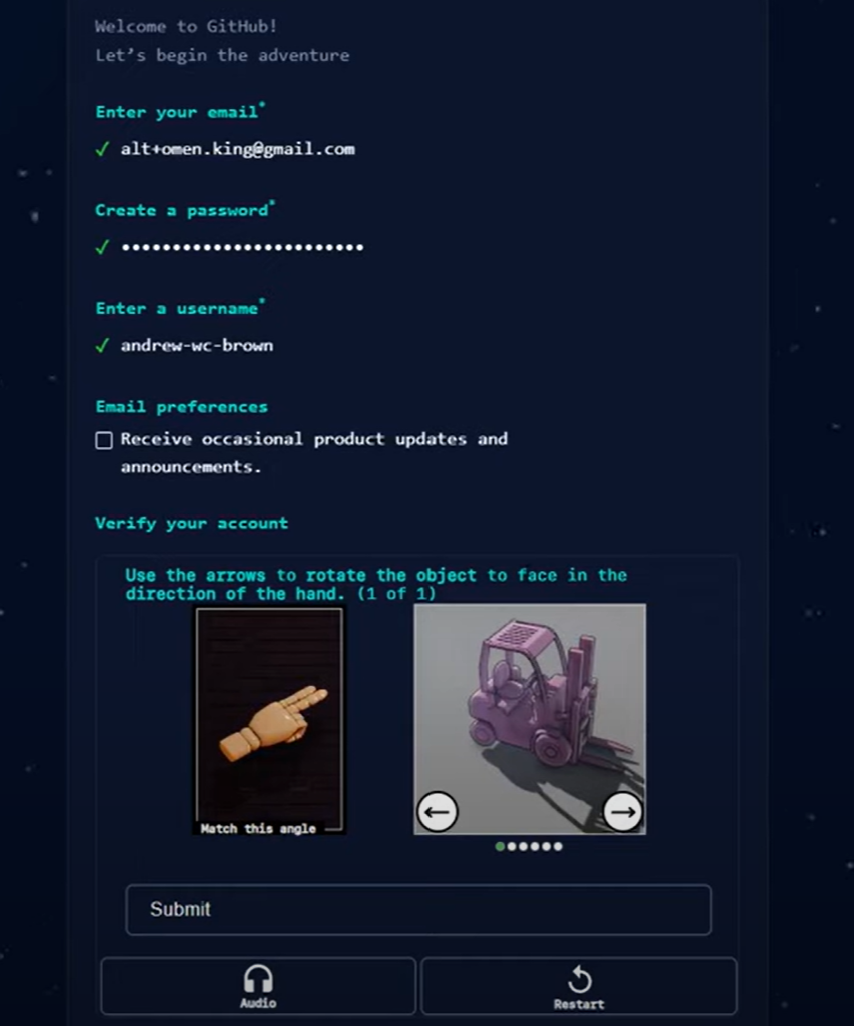 Welcome to GitHub!
Let’s begin the adventure
Enter your email*
✓ alt+omen.king@gmail.com
Create a password*
✓ ••••••••••••••••••••••••
Enter a username*
✓ andrew-wc-brown
Email preferences
Receive occasional product updates and
announcements.
Verify your account
Use the arrows to rotate the object to face in the
direction of the hand. (1 of 1)
Match this angle
Submit
Audio
Restart